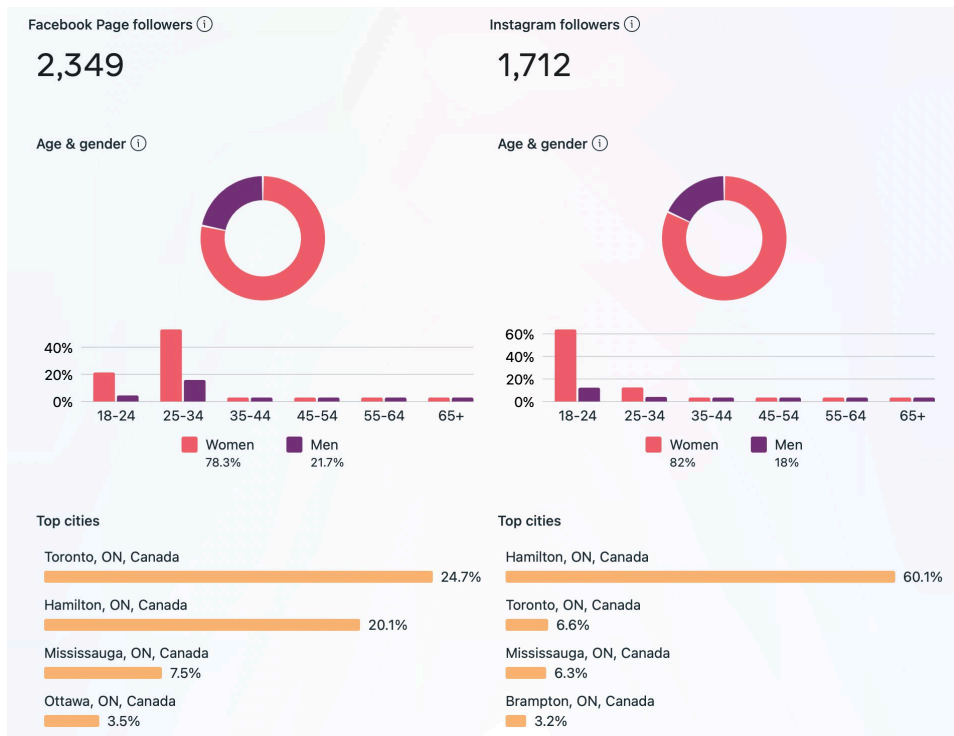 Facebook Page followers
2,349
Age & gender
40%
20%
0%
18-24
25-34
35-44
45-54
55-64
65+
Women
78.3%
Men
21.7%
Top cities
Toronto, ON, Canada
24.7%
Hamilton, ON, Canada
20.1%
Mississauga, ON, Canada
7.5%
Ottawa, ON, Canada
3.5%
Instagram followers
1,712
Age & gender
60%
40%
20%
0%
18-24
25-34
35-44
45-54
55-64
65+
Women
82%
Men
18%
Top cities
Hamilton, ON, Canada
60.1%
Toronto, ON, Canada
6.6%
Mississauga, ON, Canada
6.3%
Brampton, ON, Canada
3.2%